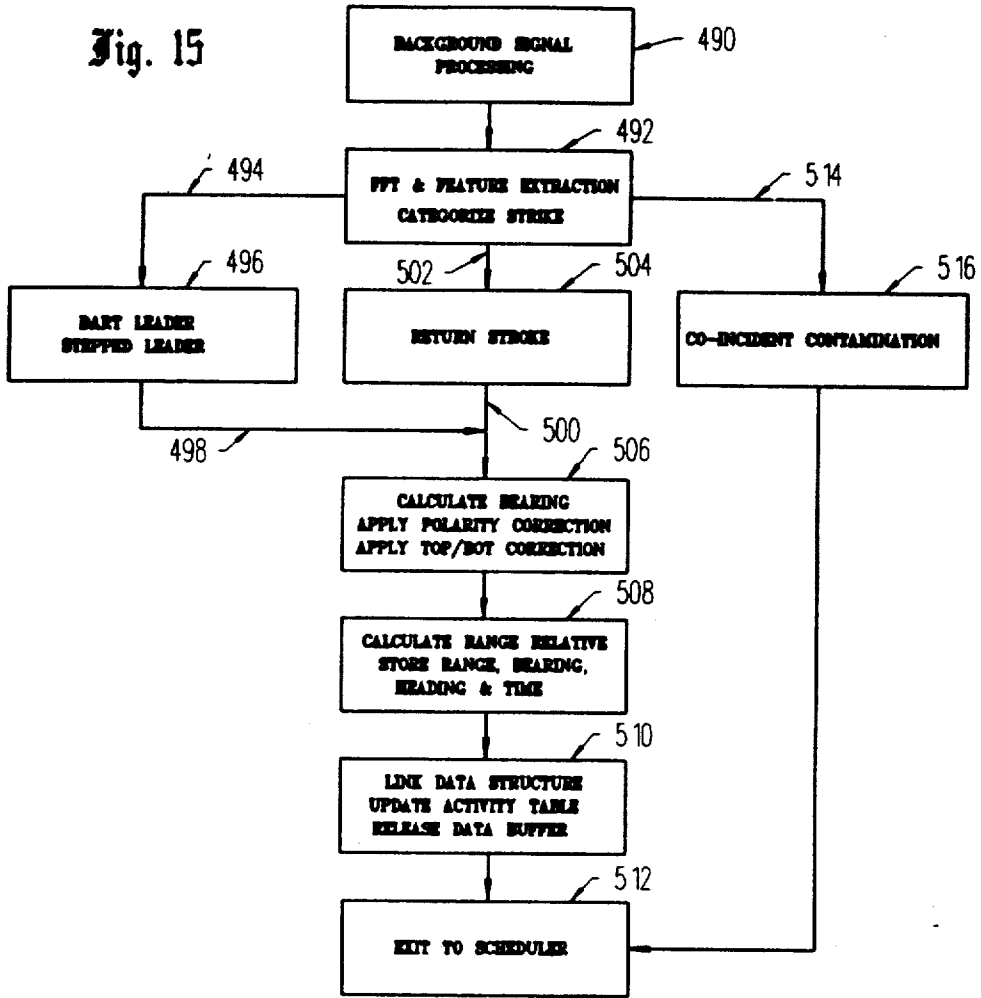 Fig. 15
BACKGROUND SIGNAL
PROCESSING
490
492
FFT & FEATURE EXTRACTION
CATEGORIZE STRIKE
494
514
502
496
DART LEADER
STEPPED LEADER
504
RETURN STROKE
516
CO-INCIDENT CONTAMINATION
498
500
506
CALCULATE BEARING
APPLY POLARITY CORRECTION
APPLY TOP/BOT CORRECTION
508
CALCULATE RANGE RELATIVE
STORE RANGE, BEARING,
HEADING & TIME
510
LINK DATA STRUCTURE
UPDATE ACTIVITY TABLE
RELEASE DATA BUFFER
512
EXIT TO SCHEDULER